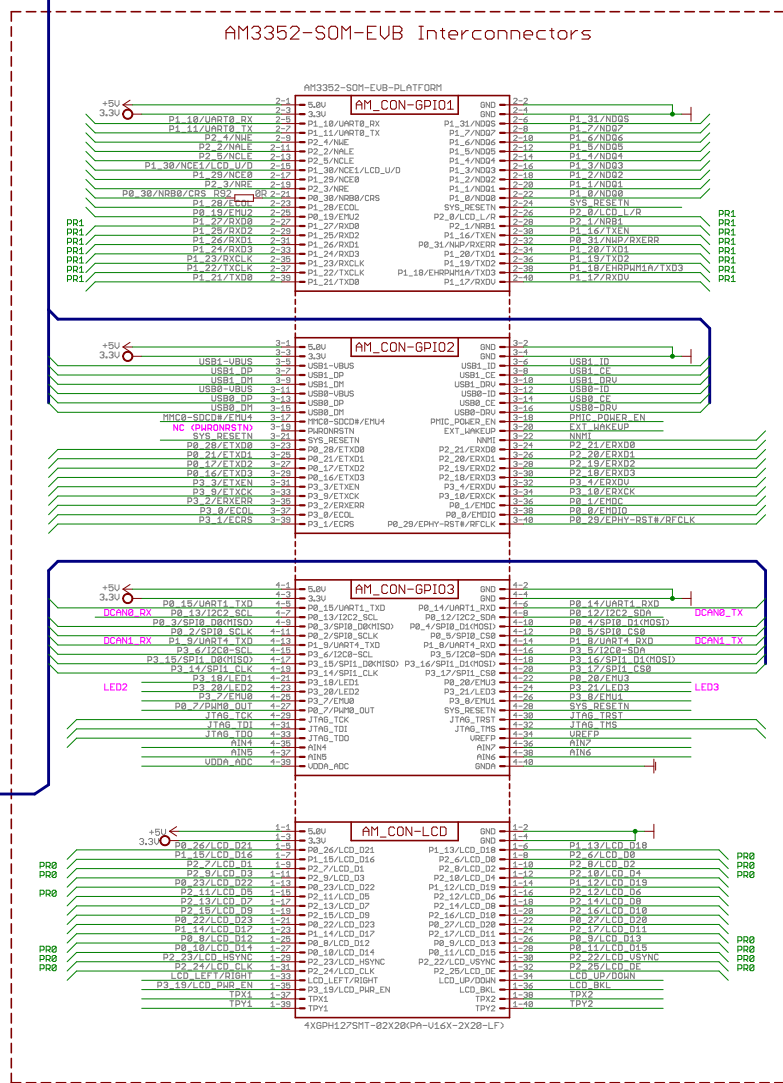 AM3352-SOM-EVB Interconnectors
AM3352-SOM-EVB-PLATFORM
AM_CON-GPIO1
+5V 2-1 5.0V GND 2-2
3.3V 2-3 3.3V GND 2-4
P1_10/UART0_RX 2-5 P1_10/UART0_RX P1_31/NDQS 2-6 P1_31/NDQS
P1_11/UART0_TX 2-7 P1_11/UART0_TX P1_7/NDQ7 2-8 P1_7/NDQ7
P2_4/NWE 2-9 P2_4/NWE P1_6/NDQ6 2-10 P1_6/NDQ6
P2_2/NALE 2-11 P2_2/NALE P1_5/NDQ5 2-12 P1_5/NDQ5
P2_5/NCLE 2-13 P2_5/NCLE P1_4/NDQ4 2-14 P1_4/NDQ4
P1_30/NCE1/LCD_U/D 2-15 P1_30/NCE1/LCD_U/D P1_3/NDQ3 2-16 P1_3/NDQ3
P1_29/NCE0 2-17 P1_29/NCE0 P1_2/NDQ2 2-18 P1_2/NDQ2
P2_3/NRE 2-19 P2_3/NRE P1_1/NDQ1 2-20 P1_1/NDQ1
P0_30/NRB0/CRS R92 0R 2-21 P0_30/NRB0/CRS P1_0/NDQ0 2-22 P1_0/NDQ0
P1_28/ECOL 2-23 P1_28/ECOL SYS_RESETN 2-24 SYS_RESETN
P0_19/EMU2 2-25 P0_19/EMU2 P2_0/LCD_L/R 2-26 P2_0/LCD_L/R PR1
PR1 P1_27/RXD0 2-27 P1_27/RXD0 P2_1/NRB1 2-28 P2_1/NRB1 PR1
PR1 P1_25/RXD2 2-29 P1_25/RXD2 P1_16/TXEN 2-30 P1_16/TXEN PR1
PR1 P1_26/RXD1 2-31 P1_26/RXD1 P0_31/NWP/RXERR 2-32 P0_31/NWP/RXERR PR1
PR1 P1_24/RXD3 2-33 P1_24/RXD3 P1_20/TXD1 2-34 P1_20/TXD1 PR1
PR1 P1_23/RXCLK 2-35 P1_23/RXCLK P1_19/TXD2 2-36 P1_19/TXD2 PR1
PR1 P1_22/TXCLK 2-37 P1_22/TXCLK P1_18/EHRPWM1A/TXD3 2-38 P1_18/EHRPWM1A/TXD3 PR1
PR1 P1_21/TXD0 2-39 P1_21/TXD0 P1_17/RXDV 2-40 P1_17/RXDV PR1
AM_CON-GPIO2
+5V 3-1 5.0V GND 3-2
3.3V 3-3 3.3V GND 3-4
USB1-VBUS 3-5 USB1-VBUS USB1_ID 3-6 USB1_ID
USB1_DP 3-7 USB1_DP USB1_CE 3-8 USB1_CE
USB1_DM 3-9 USB1_DM USB1-DRV 3-10 USB1_DRV
USB0-VBUS 3-11 USB0-VBUS USB0-ID 3-12 USB0-ID
USB0_DP 3-13 USB0_DP USB0_CE 3-14 USB0_CE
USB0_DM 3-15 USB0_DM USB0-DRV 3-16 USB0-DRV
MMC0-SDCD#/EMU4 3-17 MMC0-SDCD#/EMU4 PMIC_POWER_EN 3-18 PMIC_POWER_EN
NC (PWRONRSTN) 3-19 PWRONRSTN EXT_WAKEUP 3-20 EXT_WAKEUP
SYS_RESETN 3-21 SYS_RESETN NNMI 3-22 NNMI
P0_28/ETXD0 3-23 P0_28/ETXD0 P2_21/ERXD0 3-24 P2_21/ERXD0
P0_21/ETXD1 3-25 P0_21/ETXD1 P2_20/ERXD1 3-26 P2_20/ERXD1
P0_17/ETXD2 3-27 P0_17/ETXD2 P2_19/ERXD2 3-28 P2_19/ERXD2
P0_16/ETXD3 3-29 P0_16/ETXD3 P2_18/ERXD3 3-30 P2_18/ERXD3
P3_3/ETXEN 3-31 P3_3/ETXEN P3_4/ERXDV 3-32 P3_4/ERXDV
P3_9/ETXCK 3-33 P3_9/ETXCK P3_10/ERXCK 3-34 P3_10/ERXCK
P3_2/ERXERR 3-35 P3_2/ERXERR P0_1/EMDC 3-36 P0_1/EMDC
P3_0/ECOL 3-37 P3_0/ECOL P0_0/EMDIO 3-38 P0_0/EMDIO
P3_1/ECRS 3-39 P3_1/ECRS P0_29/EPHY-RST#/RFCLK 3-40 P0_29/EPHY-RST#/RFCLK
AM_CON-GPIO3
+5V 4-1 5.0V GND 4-2
3.3V 4-3 3.3V GND 4-4
P0_15/UART1_TXD 4-5 P0_15/UART1_TXD P0_14/UART1_RXD 4-6 P0_14/UART1_RXD
DCAN0_RX P0_13/I2C2_SCL 4-7 P0_13/I2C2_SCL P0_12/I2C2_SDA 4-8 P0_12/I2C2_SDA DCAN0_TX
P0_3/SPI0_D0(MISO) 4-9 P0_3/SPI0_D0(MISO) P0_4/SPI0_D1(MOSI) 4-10 P0_4/SPI0_D1(MOSI)
P0_2/SPI0_SCLK 4-11 P0_2/SPI0_SCLK P0_5/SPI0_CS0 4-12 P0_5/SPI0_CS0
DCAN1_RX P1_9/UART4_TXD 4-13 P1_9/UART4_TXD P1_8/UART4_RXD 4-14 P1_8/UART4_RXD DCAN1_TX
P3_6/I2C0-SCL 4-15 P3_6/I2C0-SCL P3_5/I2C0-SDA 4-16 P3_5/I2C0-SDA
P3_15/SPI1_D0(MISO) 4-17 P3_15/SPI1_D0(MISO) P3_16/SPI1_D1(MOSI) 4-18 P3_16/SPI1_D1(MOSI)
P3_14/SPI1_CLK 4-19 P3_14/SPI1_CLK P3_17/SPI1_CS0 4-20 P3_17/SPI1_CS0
P3_18/LED1 4-21 P3_18/LED1 P0_20/EMU3 4-22 P0_20/EMU3
LED2 P3_20/LED2 4-23 P3_20/LED2 P3_21/LED3 4-24 P3_21/LED3 LED3
P3_7/EMU0 4-25 P3_7/EMU0 P3_8/EMU1 4-26 P3_8/EMU1
P0_7/PWM0_OUT 4-27 P0_7/PWM0_OUT SYS_RESETN 4-28 SYS_RESETN
JTAG_TCK 4-29 JTAG_TCK JTAG_TRST 4-30 JTAG_TRST
JTAG_TDI 4-31 JTAG_TDI JTAG_TMS 4-32 JTAG_TMS
JTAG_TDO 4-33 JTAG_TDO VREFP 4-34 VREFP
AIN4 4-35 AIN4 AIN7 4-36 AIN7
AIN5 4-37 AIN5 AIN6 4-38 AIN6
VDDA_ADC 4-39 VDDA_ADC GNDA 4-40
AM_CON-LCD
+5V 1-1 5.0V GND 1-2
3.3V 1-3 3.3V GND 1-4
P0_26/LCD_D21 1-5 P0_26/LCD_D21 P1_13/LCD_D18 1-6 P1_13/LCD_D18
P1_15/LCD_D16 1-7 P1_15/LCD_D16 P2_6/LCD_D0 1-8 P2_6/LCD_D0 PR0
PR0 P2_7/LCD_D1 1-9 P2_7/LCD_D1 P2_8/LCD_D2 1-10 P2_8/LCD_D2 PR0
PR0 P2_9/LCD_D3 1-11 P2_9/LCD_D3 P2_10/LCD_D4 1-12 P2_10/LCD_D4 PR0
P0_23/LCD_D22 1-13 P0_23/LCD_D22 P1_12/LCD_D19 1-14 P1_12/LCD_D19
PR0 P2_11/LCD_D5 1-15 P2_11/LCD_D5 P2_12/LCD_D6 1-16 P2_12/LCD_D6
P2_13/LCD_D7 1-17 P2_13/LCD_D7 P2_14/LCD_D8 1-18 P2_14/LCD_D8
P2_15/LCD_D9 1-19 P2_15/LCD_D9 P2_16/LCD_D10 1-20 P2_16/LCD_D10
P0_22/LCD_D23 1-21 P0_22/LCD_D23 P0_27/LCD_D20 1-22 P0_27/LCD_D20
P1_14/LCD_D17 1-23 P1_14/LCD_D17 P2_17/LCD_D11 1-24 P2_17/LCD_D11
P0_8/LCD_D12 1-25 P0_8/LCD_D12 P0_9/LCD_D13 1-26 P0_9/LCD_D13 PR0
PR0 P0_10/LCD_D14 1-27 P0_10/LCD_D14 P0_11/LCD_D15 1-28 P0_11/LCD_D15 PR0
PR0 P2_23/LCD_HSYNC 1-29 P2_23/LCD_HSYNC P2_22/LCD_VSYNC 1-30 P2_22/LCD_VSYNC PR0
PR0 P2_24/LCD_CLK 1-31 P2_24/LCD_CLK P2_25/LCD_DE 1-32 P2_25/LCD_DE PR0
LCD_LEFT/RIGHT 1-33 LCD_LEFT/RIGHT LCD_UP/DOWN 1-34 LCD_UP/DOWN
P3_19/LCD_PWR_EN 1-35 P3_19/LCD_PWR_EN LCD_BKL 1-36 LCD_BKL
TPX1 1-37 TPX1 TPX2 1-38 TPX2
TPY1 1-39 TPY1 TPY2 1-40 TPY2
4XGPH127SMT-02X20(PA-V16X-2X20-LF)